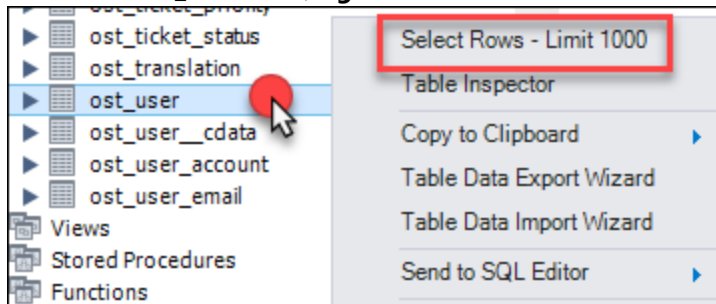 ost_ticket_priority
ost_ticket_status
ost_translation
ost_user
ost_user__cdata
ost_user_account
ost_user_email
Views
Stored Procedures
Functions
Select Rows - Limit 1000
Table Inspector
Copy to Clipboard
Table Data Export Wizard
Table Data Import Wizard
Send to SQL Editor